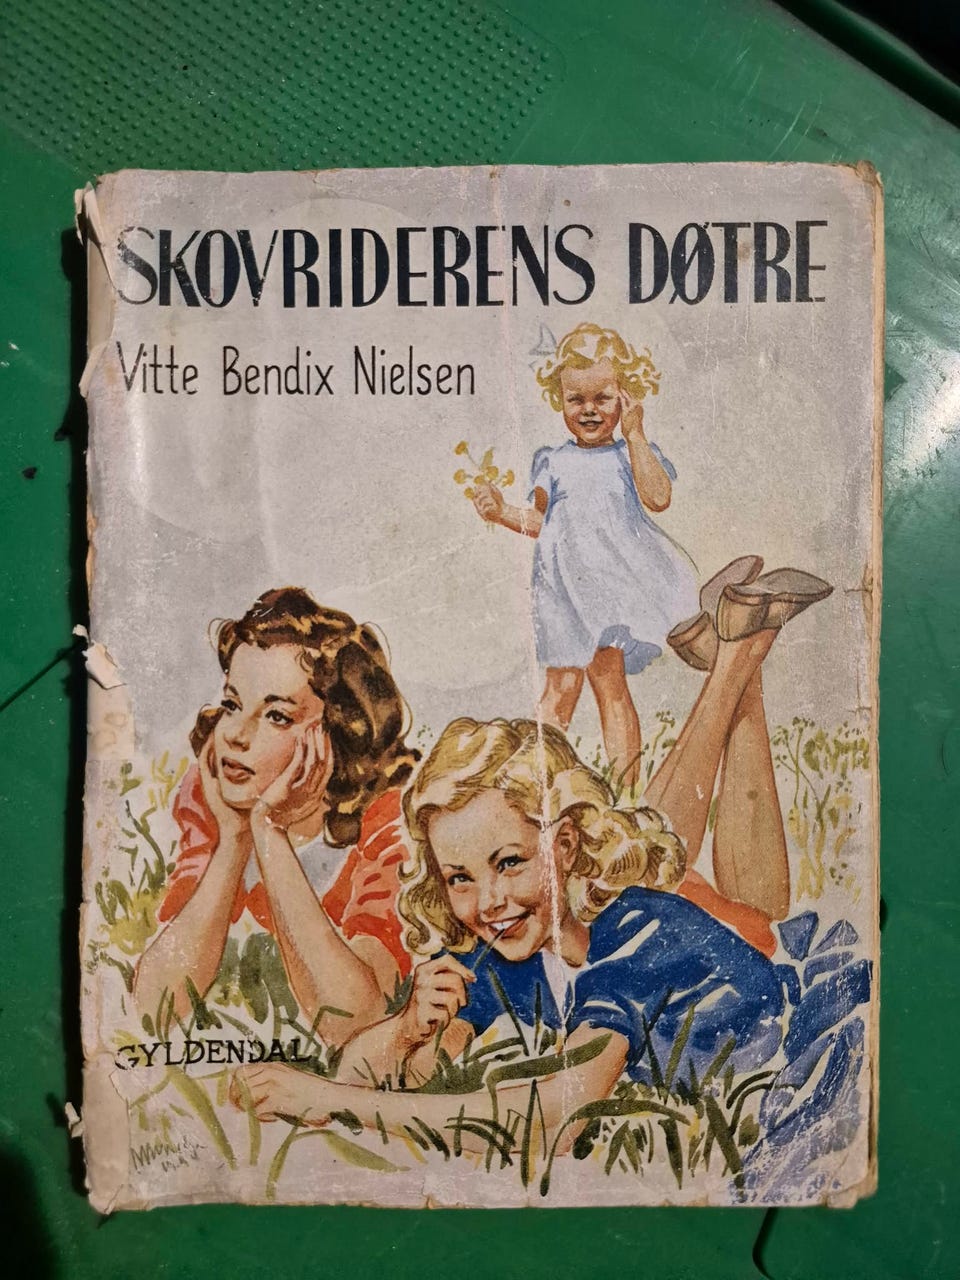 SKOVRIDERENS DØTRE
Vitte Bendix Nielsen
GYLDENDAL